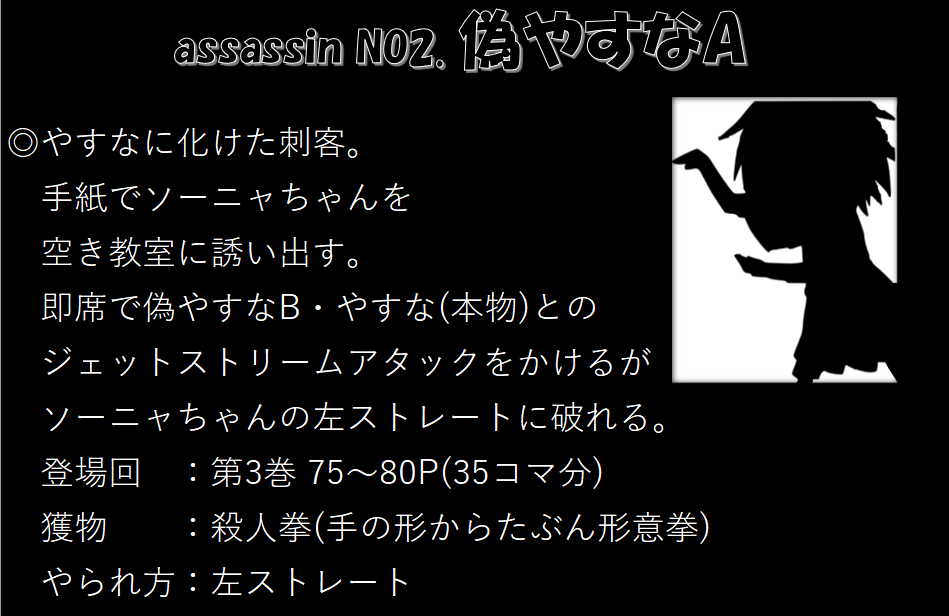 assassin NO2. 偽やすなA
◎やすなに化けた刺客。
手紙でソーニャちゃんを
空き教室に誘い出す。
即席で偽やすなB・やすな(本物)との
ジェットストリームアタックをかけるが
ソーニャちゃんの左ストレートに破れる。
登場回　：第3巻 75～80P(35コマ分)
獲物　　：殺人拳(手の形からたぶん形意拳)
やられ方：左ストレート